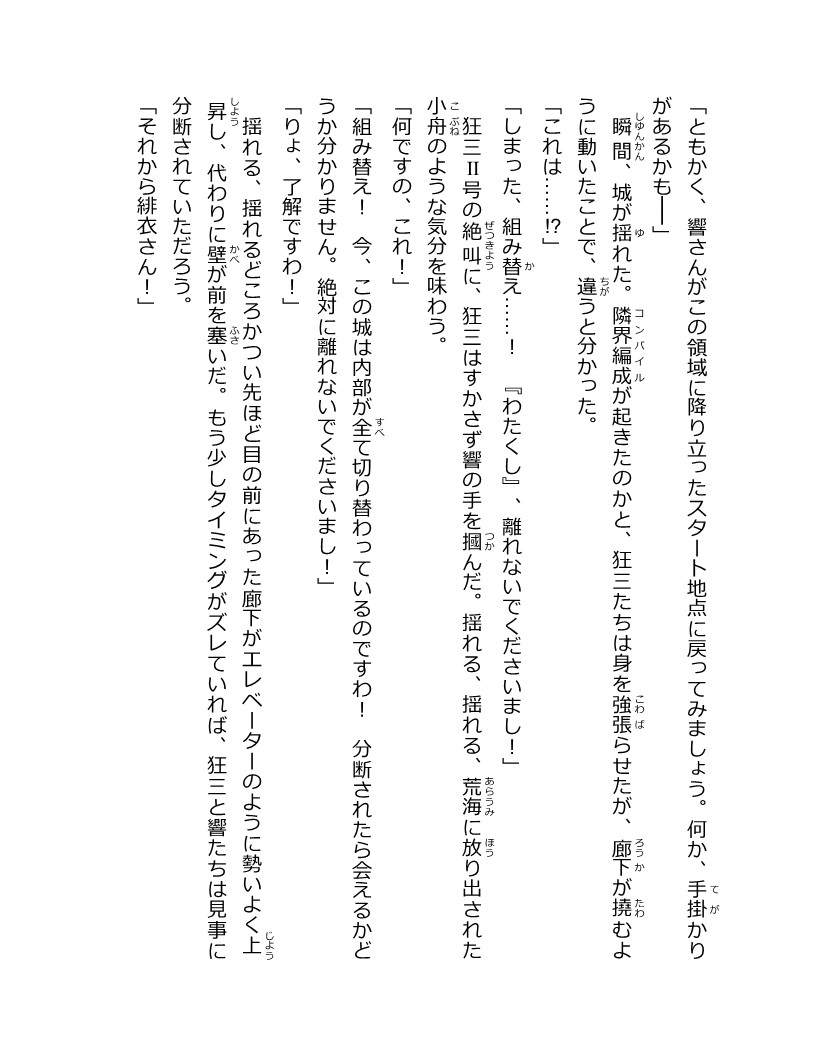 「ともかく、響さんがこの領域に降り立ったスタート地点に戻ってみましょう。何か、手掛かり
があるかも――」
　瞬間、城が揺れた。隣界編成が起きたのかと、狂三たちは身を強張らせたが、廊下が撓むよ
うに動いたことで、違うと分かった。
「これは……!?」
「しまった、組み替え……！　『わたくし』、離れないでくださいまし！」
　狂三Ⅱ号の絶叫に、狂三はすかさず響の手を摑んだ。揺れる、揺れる、荒海に放り出された
小舟のような気分を味わう。
「何ですの、これ！」
「組み替え！　今、この城は内部が全て切り替わっているのですわ！　分断されたら会えるかど
うか分かりません。絶対に離れないでくださいまし！」
「りょ、了解ですわ！」
　揺れる、揺れるどころかつい先ほど目の前にあった廊下がエレベーターのように勢いよく上
昇し、代わりに壁が前を塞いだ。もう少しタイミングがズレていれば、狂三と響たちは見事に
分断されていただろう。
「それから緋衣さん！」